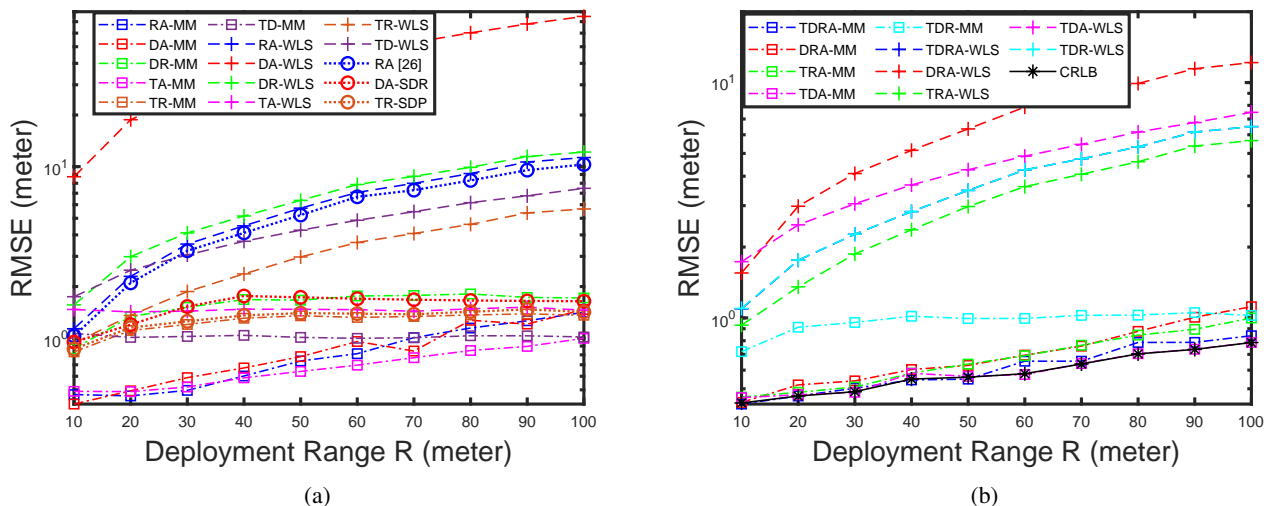 RA-MM
DA-MM
DR-MM
TA-MM
TR-MM
TD-MM
RA-WLS
DA-WLS
DR-WLS
TA-WLS
TR-WLS
TD-WLS
RA [26]
DA-SDR
TR-SDP
10^1
10^0
RMSE (meter)
10 20 30 40 50 60 70 80 90 100
Deployment Range R (meter)
(a)
TDRA-MM
DRA-MM
TRA-MM
TDA-MM
TDR-MM
TDRA-WLS
DRA-WLS
TRA-WLS
TDA-WLS
TDR-WLS
CRLB
10^1
10^0
RMSE (meter)
10 20 30 40 50 60 70 80 90 100
Deployment Range R (meter)
(b)